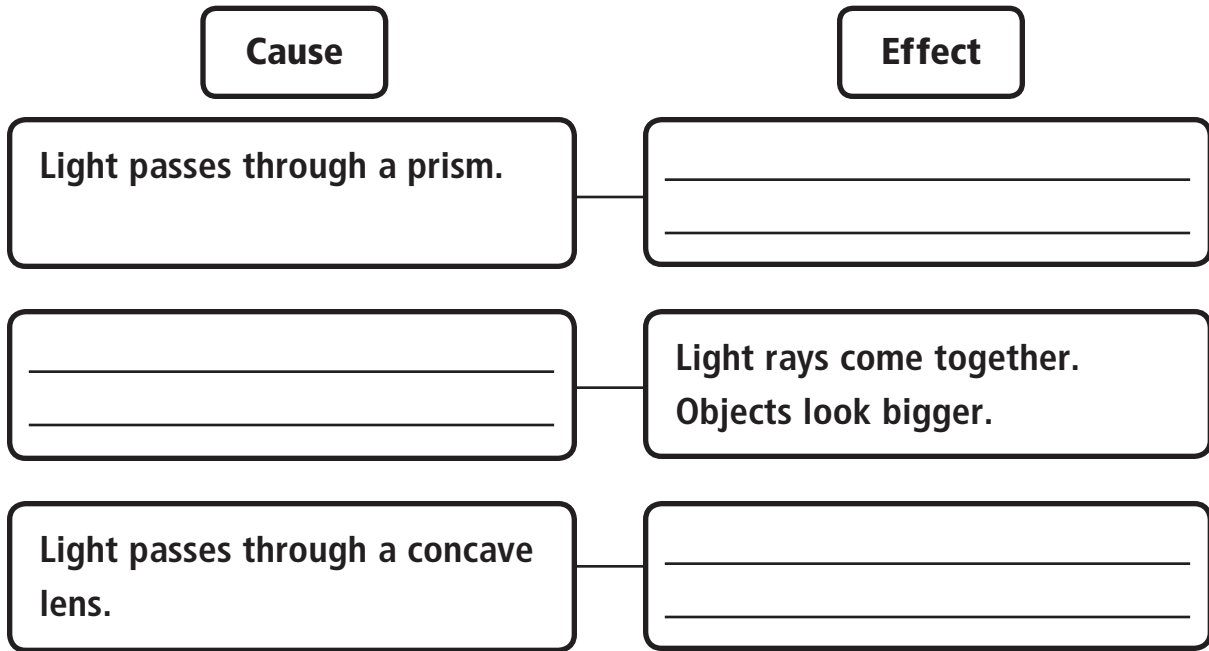 Cause
Effect
Light passes through a prism.
Light rays come together.
Objects look bigger.
Light passes through a concave
lens.